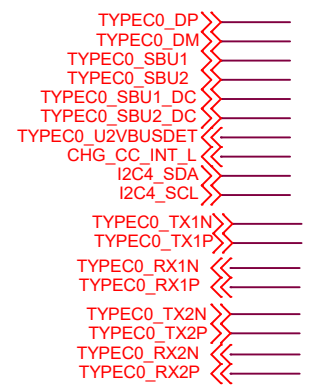 TYPEC0_DP
TYPEC0_DM
TYPEC0_SBU1
TYPEC0_SBU2
TYPEC0_SBU1_DC
TYPEC0_SBU2_DC
TYPEC0_U2VBUSDET
CHG_CC_INT_L
I2C4_SDA
I2C4_SCL
TYPEC0_TX1N
TYPEC0_TX1P
TYPEC0_RX1N
TYPEC0_RX1P
TYPEC0_TX2N
TYPEC0_TX2P
TYPEC0_RX2N
TYPEC0_RX2P